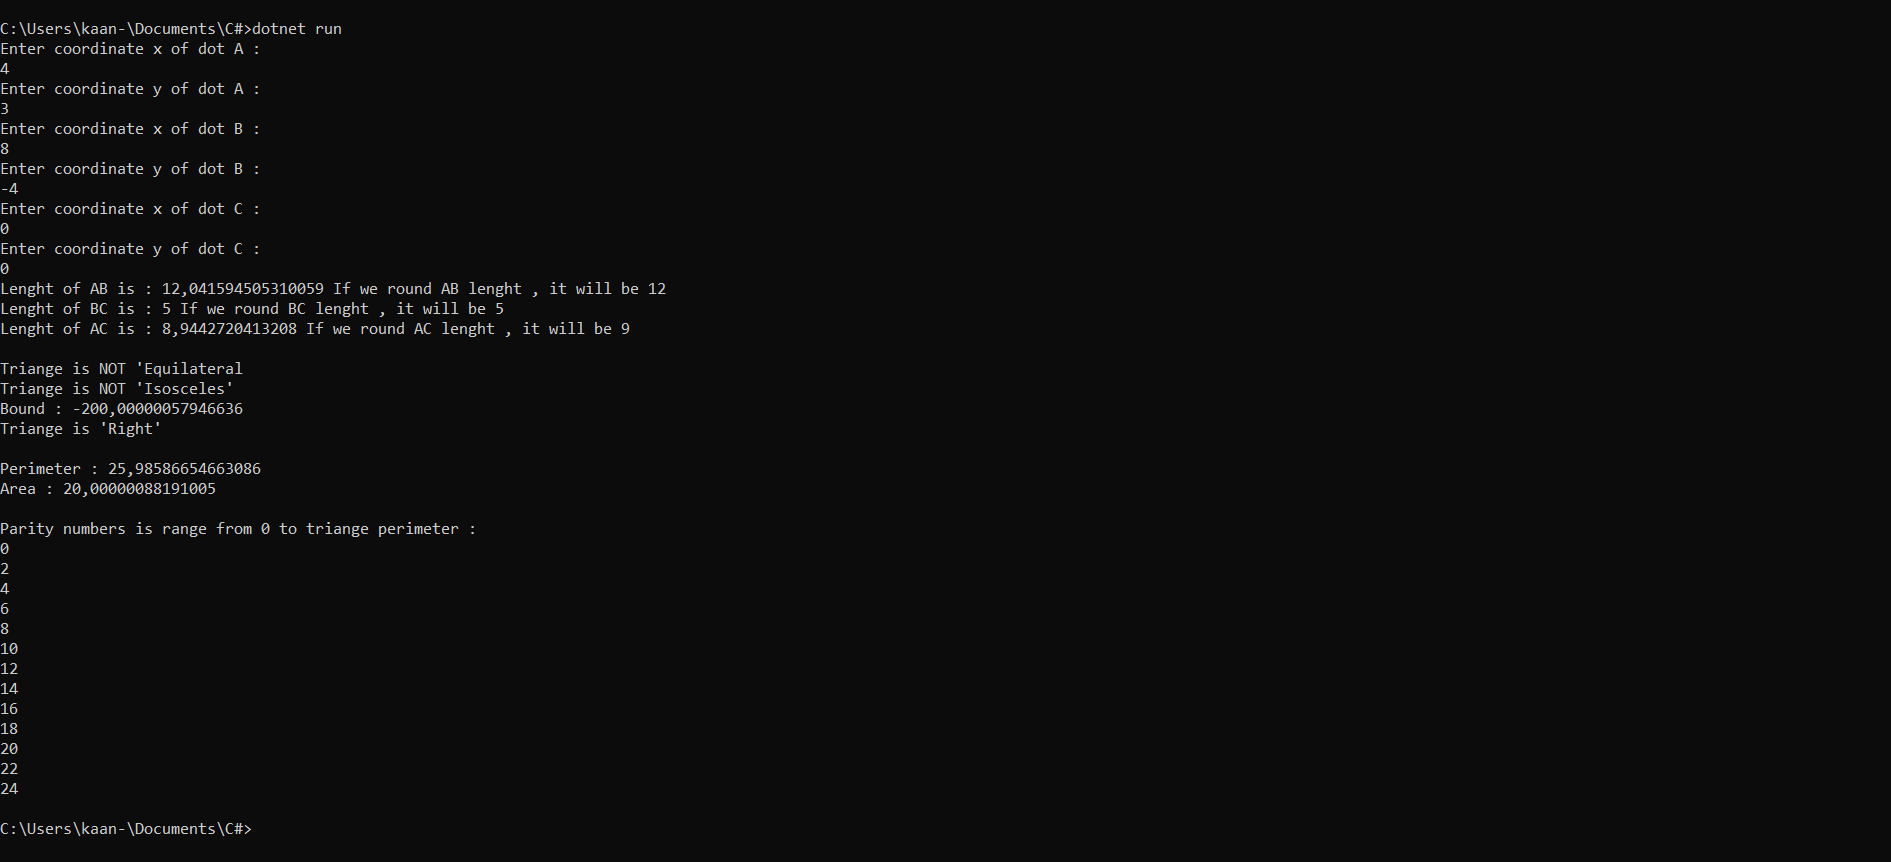 C:\Users\kaan-\Documents\C#>dotnet run
Enter coordinate x of dot A :
4
Enter coordinate y of dot A :
3
Enter coordinate x of dot B :
8
Enter coordinate y of dot B :
-4
Enter coordinate x of dot C :
0
Enter coordinate y of dot C :
0
Lenght of AB is : 12,041594505310059 If we round AB lenght , it will be 12
Lenght of BC is : 5 If we round BC lenght , it will be 5
Lenght of AC is : 8,9442720413208 If we round AC lenght , it will be 9
Triange is NOT 'Equilateral
Triange is NOT 'Isosceles'
Bound : -200,00000057946636
Triange is 'Right'
Perimeter : 25,98586654663086
Area : 20,00000088191005
Parity numbers is range from 0 to triange perimeter :
0
2
4
6
8
10
12
14
16
18
20
22
24
C:\Users\kaan-\Documents\C#>